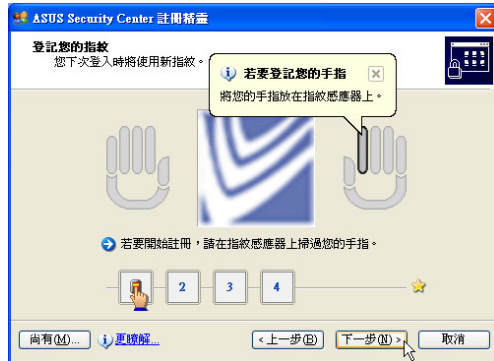 ASUS Security Center 註冊精靈
登記您的指紋
您下次登入時將使用新指紋。
若要登記您的手指
將您的手指放在指紋感應器上。
若要開始註冊，請在指紋感應器上掃過您的手指。
2 3 4
尚有(M)... 更瞭解... <上一步(B) 下一步(N)> 取消